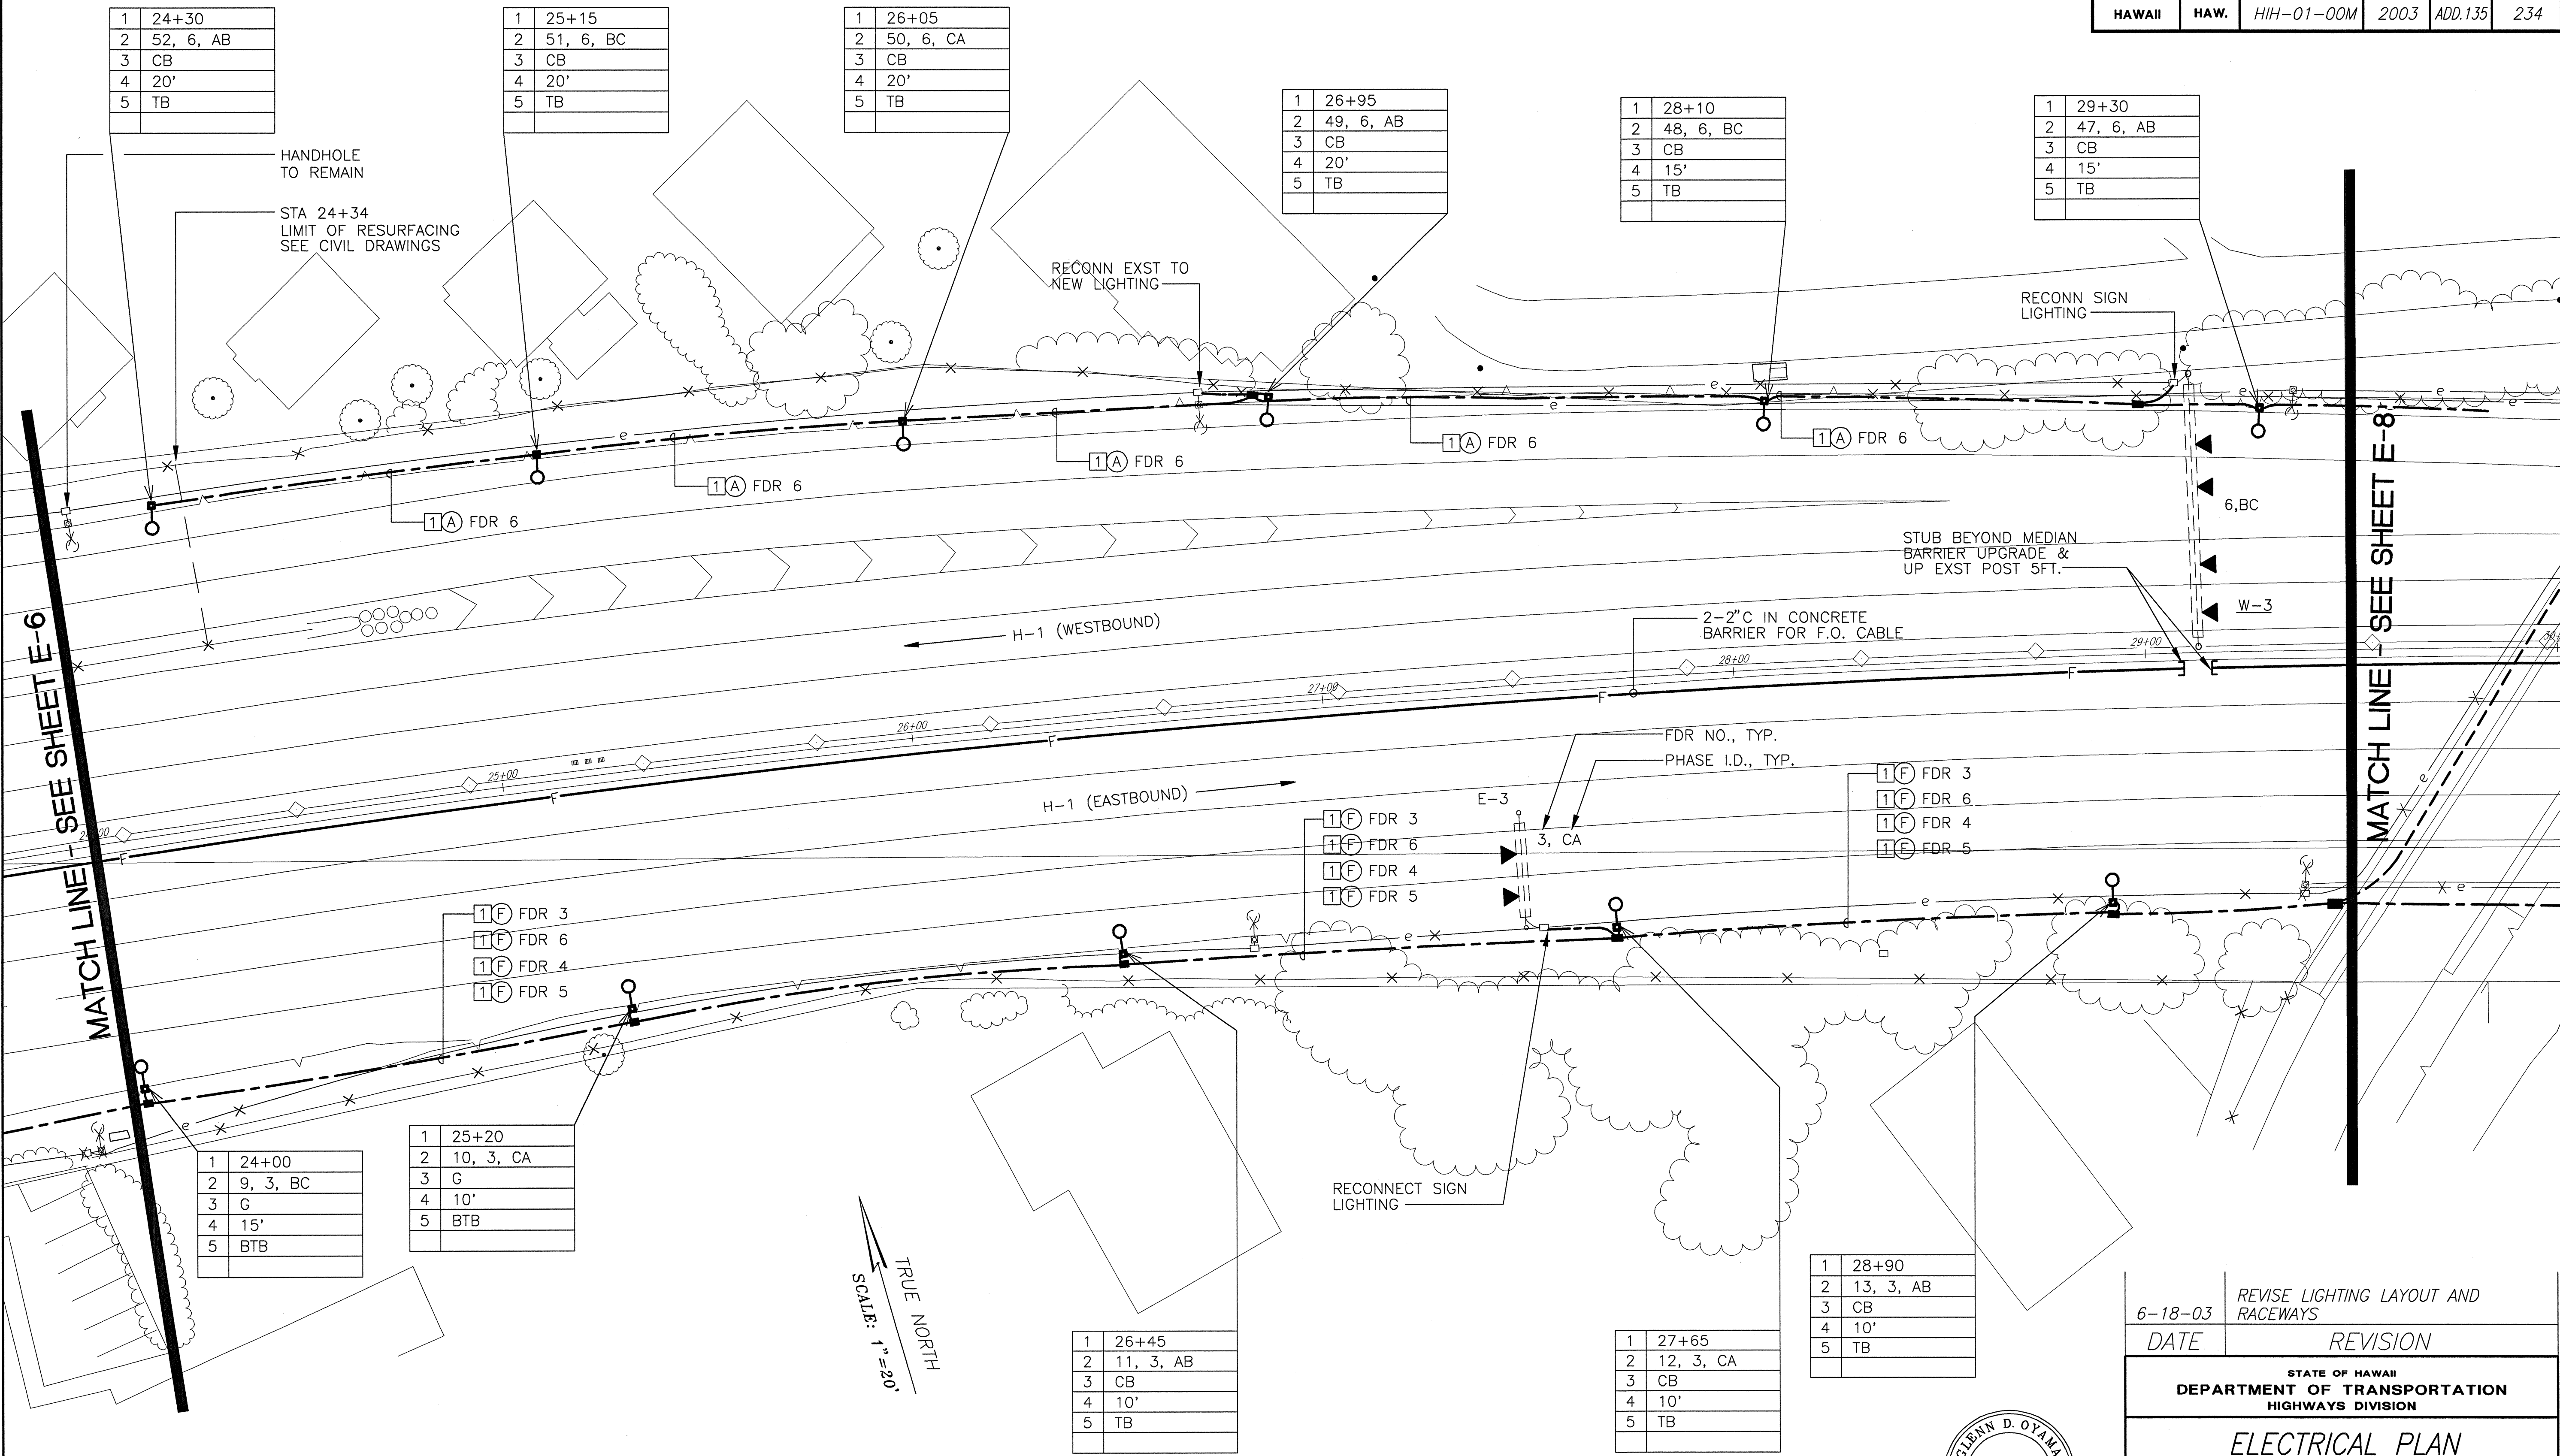 HAWAII HAW. HIH-01-00M 2003 ADD.135 234
1 24+30
2 52, 6, AB
3 CB
4 20'
5 TB
1 25+15
2 51, 6, BC
3 CB
4 20'
5 TB
1 26+05
2 50, 6, CA
3 CB
4 20'
5 TB
1 26+95
2 49, 6, AB
3 CB
4 20'
5 TB
1 28+10
2 48, 6, BC
3 CB
4 15'
5 TB
1 29+30
2 47, 6, AB
3 CB
4 15'
5 TB
HANDHOLE
TO REMAIN
STA 24+34
LIMIT OF RESURFACING
SEE CIVIL DRAWINGS
RECONN EXST TO
NEW LIGHTING
RECONN SIGN
LIGHTING
e
e
e
e
e
e
1 A FDR 6
1 A FDR 6
1 A FDR 6
1 A FDR 6
1 A FDR 6
6,BC
STUB BEYOND MEDIAN
BARRIER UPGRADE &
UP EXST POST 5FT.
W-3
2-2"C IN CONCRETE
BARRIER FOR F.O. CABLE
H-1 (WESTBOUND)
MATCH LINE - SEE SHEET E-6
MATCH LINE - SEE SHEET E-8
25+00
26+00
27+00
28+00
29+00
F
F
F
F
F
FDR NO., TYP.
PHASE I.D., TYP.
H-1 (EASTBOUND)
E-3
3, CA
1 F FDR 3
1 F FDR 6
1 F FDR 4
1 F FDR 5
1 F FDR 3
1 F FDR 6
1 F FDR 4
1 F FDR 5
1 F FDR 3
1 F FDR 6
1 F FDR 4
1 F FDR 5
e
e
e
e
e
1 24+00
2 9, 3, BC
3 G
4 15'
5 BTB
1 25+20
2 10, 3, CA
3 G
4 10'
5 BTB
RECONNECT SIGN
LIGHTING
TRUE NORTH
SCALE: 1"=20'
1 26+45
2 11, 3, AB
3 CB
4 10'
5 TB
1 27+65
2 12, 3, CA
3 CB
4 10'
5 TB
1 28+90
2 13, 3, AB
3 CB
4 10'
5 TB
6-18-03 REVISE LIGHTING LAYOUT AND
RACEWAYS
DATE REVISION
STATE OF HAWAII
DEPARTMENT OF TRANSPORTATION
HIGHWAYS DIVISION
ELECTRICAL PLAN
GLENN D. OYAMA